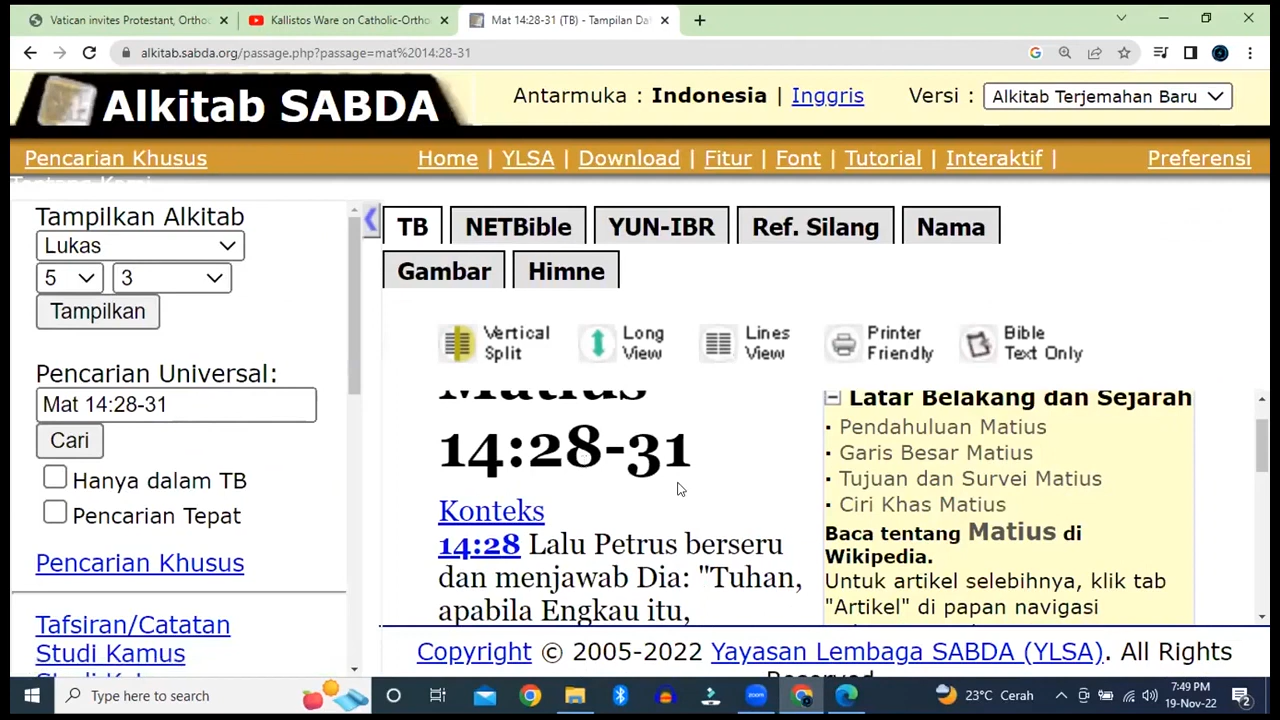 Vatican invites Protestant, Ortho
Kallistos Ware on Catholic-Ortho
Mat 14:28-31 (TB) - Tampilan Da
alkitab.sabda.org/passage.php?passage=mat%2014:28-31
Alkitab SABDA
Antarmuka : Indonesia | Inggris
Versi : Alkitab Terjemahan Baru
Pencarian Khusus
Home | YLSA | Download | Fitur | Font | Tutorial | Interaktif |
Preferensi
Tentang Kami
Tampilkan Alkitab
Lukas
5 3
Tampilkan
Pencarian Universal:
Mat 14:28-31
Cari
Hanya dalam TB
Pencarian Tepat
Pencarian Khusus
Tafsiran/Catatan
Studi Kamus
TB NETBible YUN-IBR Ref. Silang Nama
Gambar Himne
Vertical Split
Long View
Lines View
Printer Friendly
Bible Text Only
Matius
14:28-31
Konteks
14:28 Lalu Petrus berseru
dan menjawab Dia: "Tuhan,
apabila Engkau itu,
Latar Belakang dan Sejarah
Pendahuluan Matius
Garis Besar Matius
Tujuan dan Survei Matius
Ciri Khas Matius
Baca tentang Matius di
Wikipedia.
Untuk artikel selebihnya, klik tab
"Artikel" di papan navigasi
Copyright © 2005-2022 Yayasan Lembaga SABDA (YLSA). All Rights
Reserved
Type here to search
zoom
23°C Cerah
7:49 PM
19-Nov-22
2